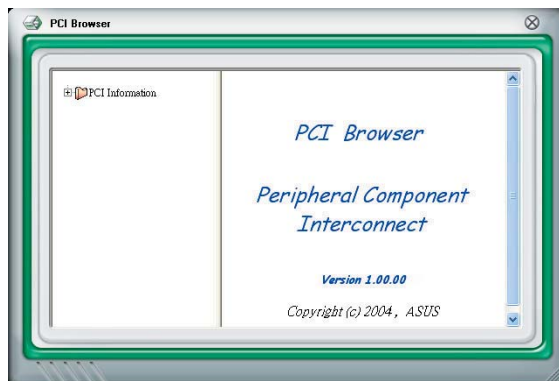 PCI Browser
PCI Information
PCI Browser
Peripheral Component
Interconnect
Version 1.00.00
Copyright (c) 2004, ASUS